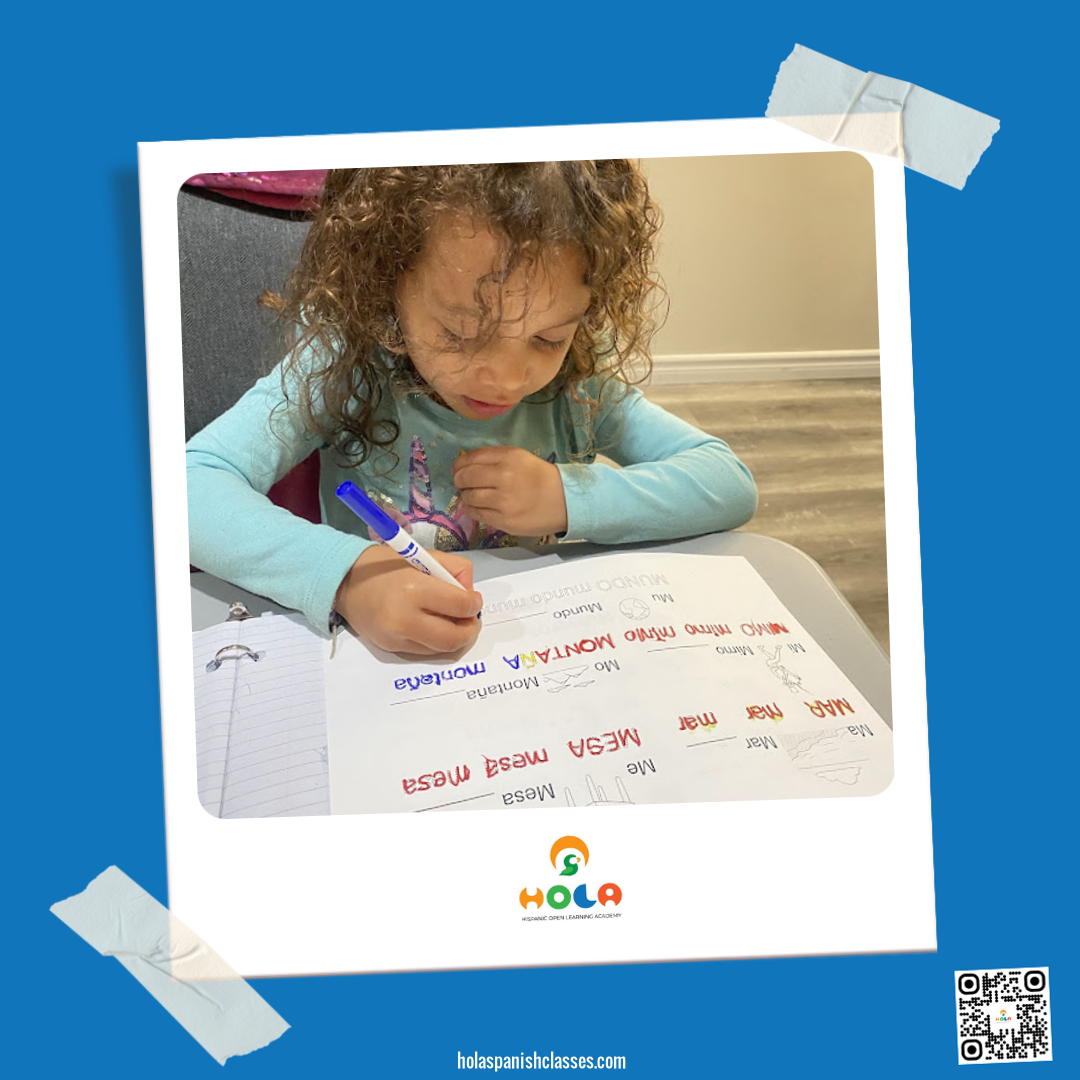 Ma
Mar
MAR mar mar
Me
Mesa
MESA mesa mesa
Mi
Mimo
MIMO mimo mimo
Mo
Montaña
MONTAÑA montaña
Mu
Mundo
MUNDO mundo
HOLA
HISPANIC OPEN LEARNING ACADEMY
HOLA
holaspanishclasses.com